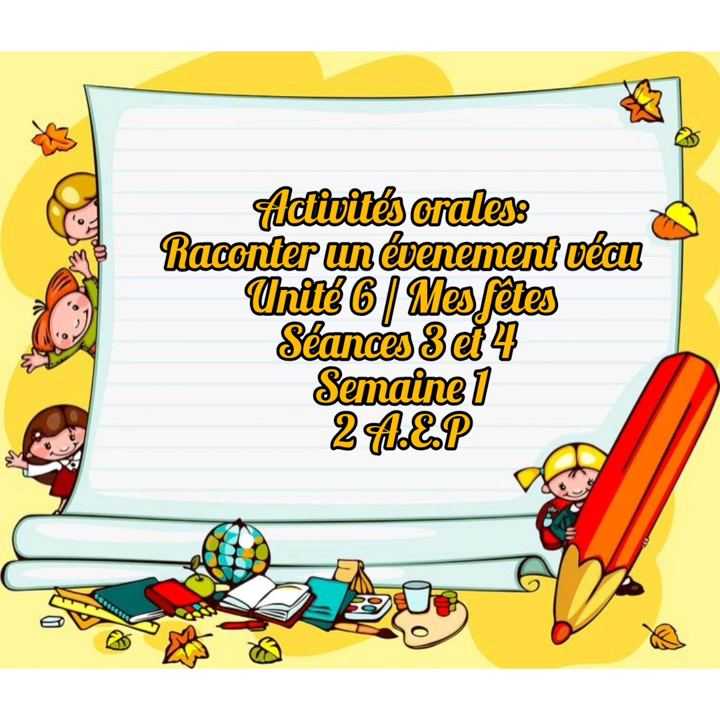 Activités orales:
Raconter un évenement vécu
Unité 6 / Mes fêtes
Séances 3 et 4
Semaine 1
2 A.E.P